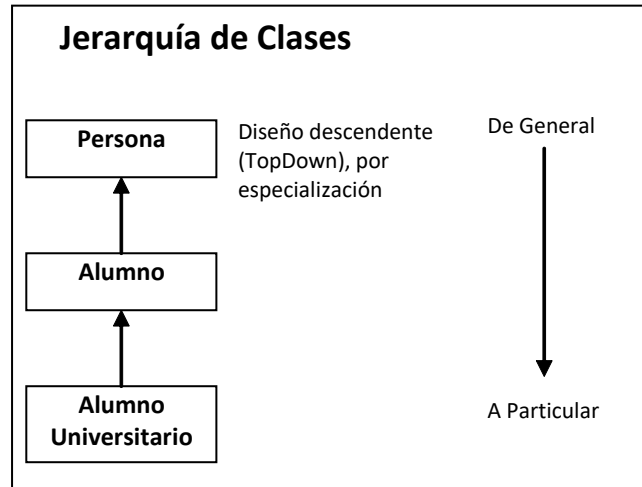 Jerarquía de Clases
Persona
Diseño descendente
(TopDown), por
especialización
De General
Alumno
Alumno
Universitario
A Particular